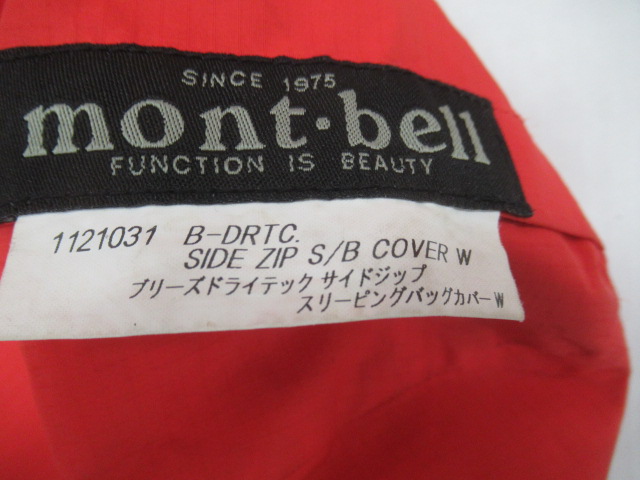 SINCE 1975
mont·bell
FUNCTION IS BEAUTY
1121031 B-DRTC.
SIDE ZIP S/B COVER W
ブリーズドライテック サイドジップ
スリーピングバッグカバー W